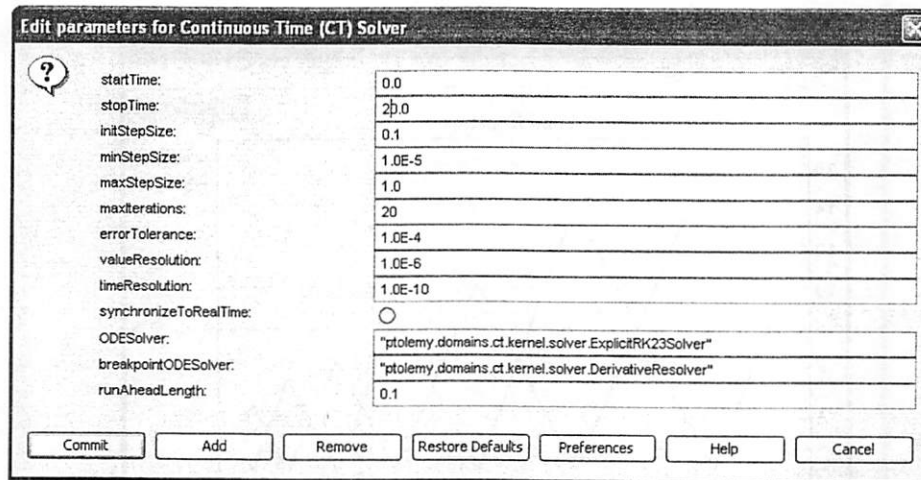 Edit parameters for Continuous Time (CT) Solver
?
startTime: 0.0
stopTime: 20.0
initStepSize: 0.1
minStepSize: 1.0E-5
maxStepSize: 1.0
maxIterations: 20
errorTolerance: 1.0E-4
valueResolution: 1.0E-6
timeResolution: 1.0E-10
synchronizeToRealTime:
ODESolver: "ptolemy.domains.ct.kernel.solver.ExplicitRK23Solver"
breakpointODESolver: "ptolemy.domains.ct.kernel.solver.DerivativeResolver"
runAheadLength: 0.1
Commit Add Remove Restore Defaults Preferences Help Cancel